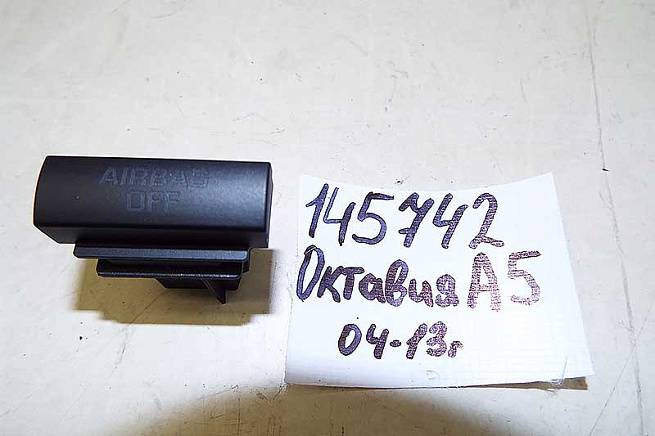 AIRBAG
OFF
145742
Октавия А5
04-13г